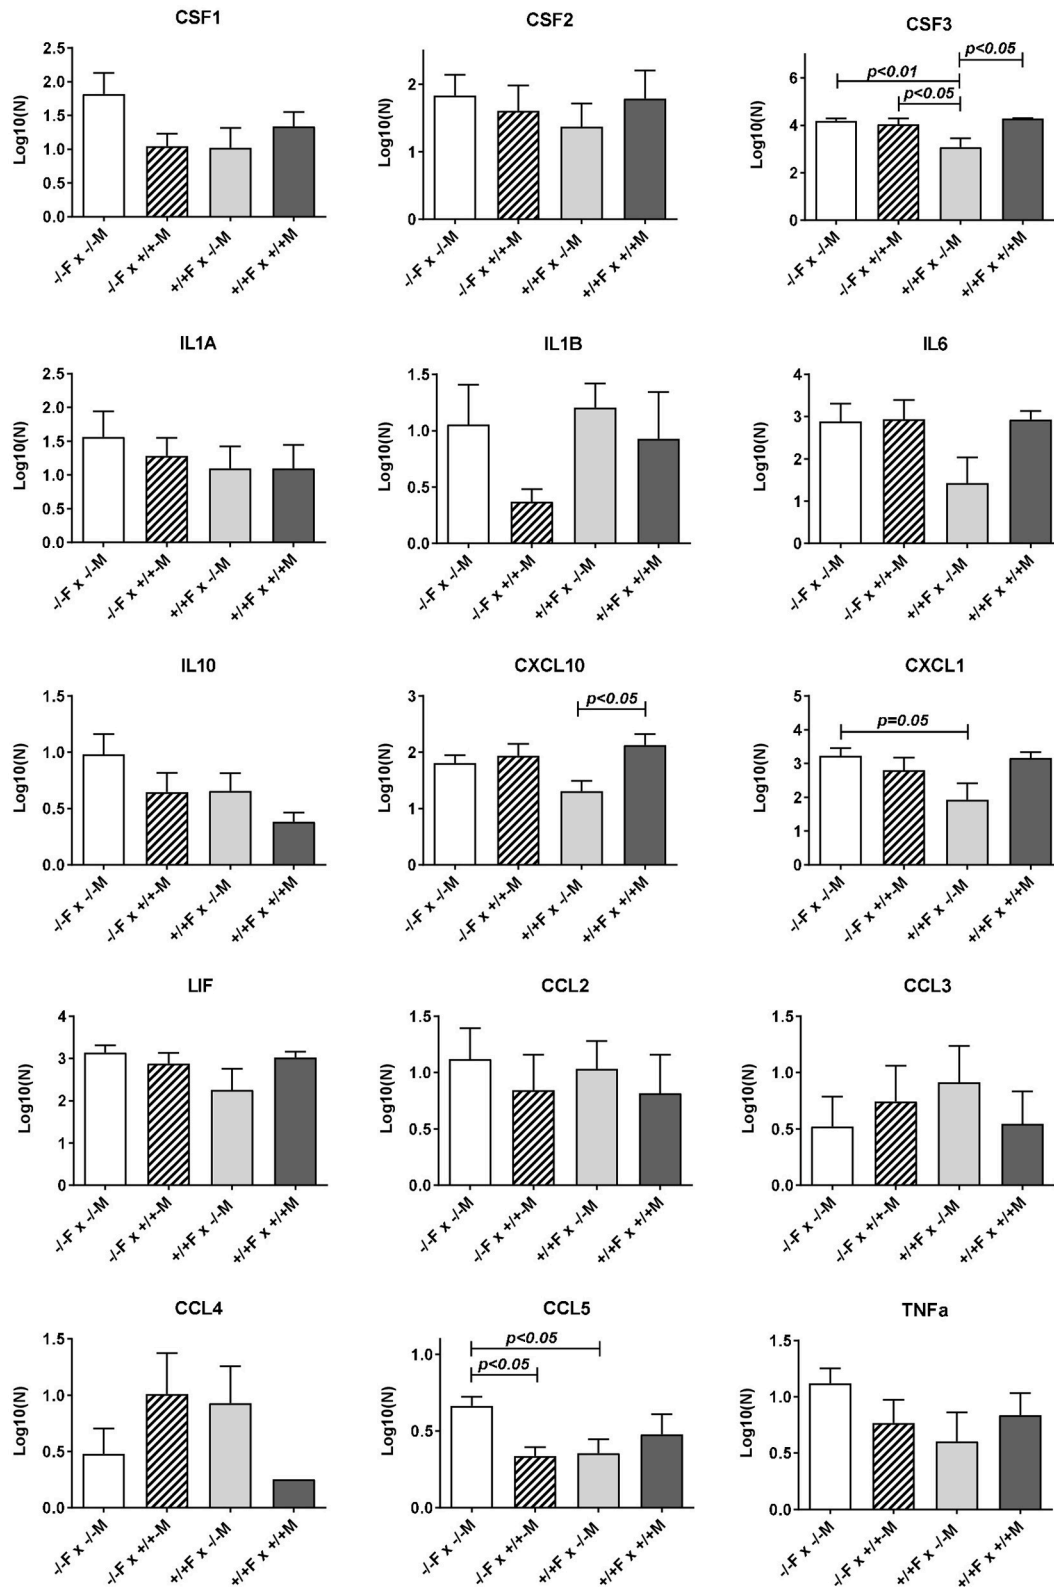 CSF1
CSF2
CSF3
Log10(N)
2.5
2.0
1.5
1.0
0.5
0.0
-/-F x -/-M
-/-F x +/+-M
+/+F x -/-M
+/+F x +/+M
Log10(N)
2
1
0
-/-F x -/-M
-/-F x +/+-M
+/+F x -/-M
+/+F x +/+M
Log10(N)
6
4
2
0
p<0.05
p<0.01
p<0.05
-/-F x -/-M
-/-F x +/+-M
+/+F x -/-M
+/+F x +/+M
IL1A
IL1B
IL6
Log10(N)
2.5
2.0
1.5
1.0
0.5
0.0
-/-F x -/-M
-/-F x +/+-M
+/+F x -/-M
+/+F x +/+M
Log10(N)
1.5
1.0
0.5
0.0
-/-F x -/-M
-/-F x +/+-M
+/+F x -/-M
+/+F x +/+M
Log10(N)
4
3
2
1
0
-/-F x -/-M
-/-F x +/+-M
+/+F x -/-M
+/+F x +/+M
IL10
CXCL10
CXCL1
Log10(N)
1.5
1.0
0.5
0.0
-/-F x -/-M
-/-F x +/+-M
+/+F x -/-M
+/+F x +/+M
Log10(N)
3
2
1
0
p<0.05
-/-F x -/-M
-/-F x +/+-M
+/+F x -/-M
+/+F x +/+M
Log10(N)
5
4
3
2
1
0
p=0.05
-/-F x -/-M
-/-F x +/+-M
+/+F x -/-M
+/+F x +/+M
LIF
CCL2
CCL3
Log10(N)
4
3
2
1
0
-/-F x -/-M
-/-F x +/+-M
+/+F x -/-M
+/+F x +/+M
Log10(N)
1.5
1.0
0.5
0.0
-/-F x -/-M
-/-F x +/+-M
+/+F x -/-M
+/+F x +/+M
Log10(N)
1.5
1.0
0.5
0.0
-/-F x -/-M
-/-F x +/+-M
+/+F x -/-M
+/+F x +/+M
CCL4
CCL5
TNFa
Log10(N)
1.5
1.0
0.5
0.0
-/-F x -/-M
-/-F x +/+-M
+/+F x -/-M
+/+F x +/+M
Log10(N)
1.0
0.5
0.0
p<0.05
p<0.05
-/-F x -/-M
-/-F x +/+-M
+/+F x -/-M
+/+F x +/+M
Log10(N)
1.5
1.0
0.5
0.0
-/-F x -/-M
-/-F x +/+-M
+/+F x -/-M
+/+F x +/+M